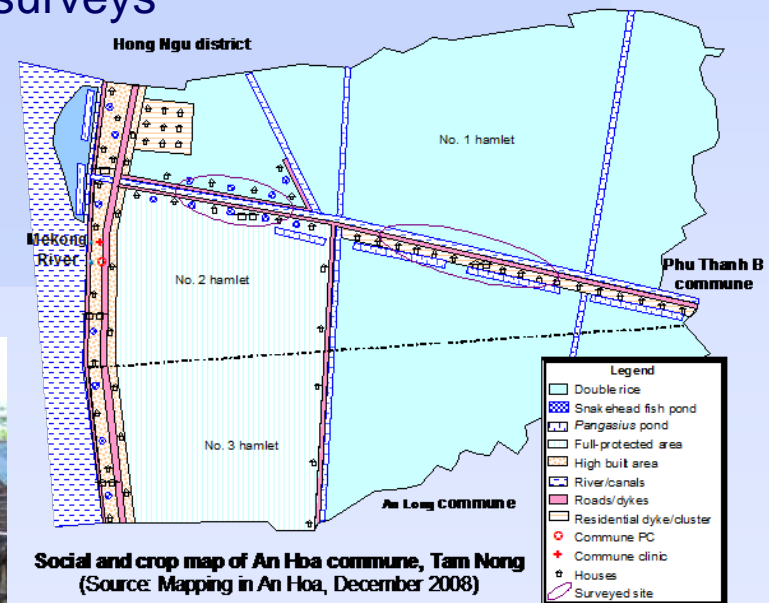 surveys
Hong Ngu district
No. 1 hamlet
Mekong
River
No. 2 hamlet
Phu Thanh B
commune
No. 3 hamlet
An Long commune
Legend
Double rice
Snakehead fish pond
Pangasius pond
Full-protected area
High built area
River/canals
Roads/dykes
Residential dyke/cluster
Commune PC
Commune clinic
Houses
Surveyed site
Social and crop map of An Hoa commune, Tam Nong
(Source: Mapping in An Hoa, December 2008)